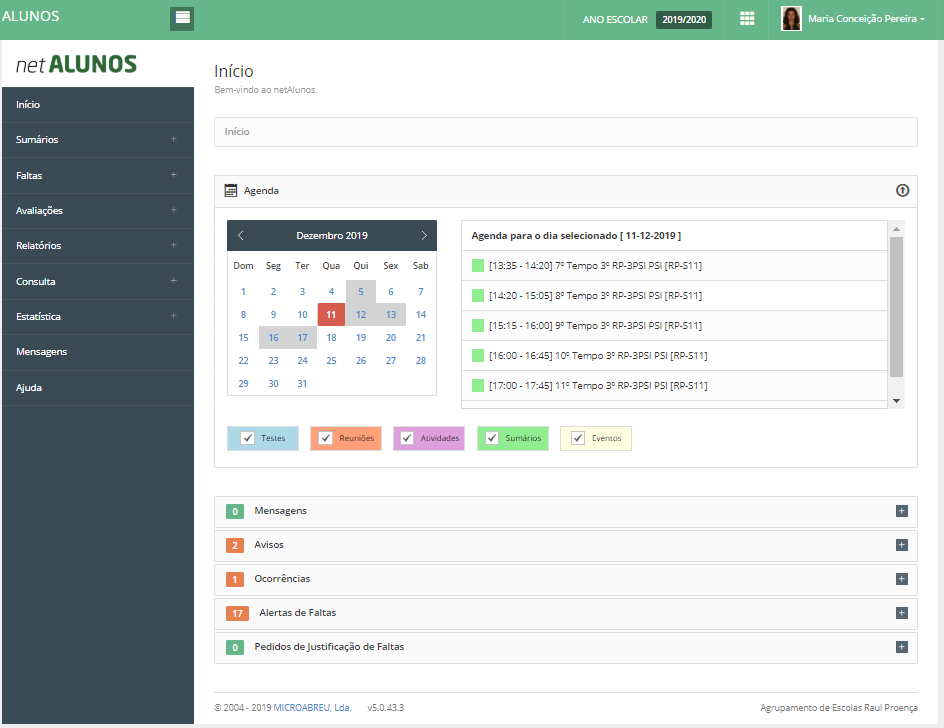 ALUNOS
ANO ESCOLAR 2019/2020
Maria Conceição Pereira
net ALUNOS
Início
Sumários +
Faltas +
Avaliações +
Relatórios +
Consulta +
Estatística +
Mensagens
Ajuda
Início
Bem-vindo ao netAlunos.
Início
Agenda
Dezembro 2019
Dom Seg Ter Qua Qui Sex Sab
1 2 3 4 5 6 7
8 9 10 11 12 13 14
15 16 17 18 19 20 21
22 23 24 25 26 27 28
29 30 31
Agenda para o dia selecionado [ 11-12-2019 ]
[13:35 - 14:20] 7º Tempo 3º RP-3PSI PSI [RP-S11]
[14:20 - 15:05] 8º Tempo 3º RP-3PSI PSI [RP-S11]
[15:15 - 16:00] 9º Tempo 3º RP-3PSI PSI [RP-S11]
[16:00 - 16:45] 10º Tempo 3º RP-3PSI PSI [RP-S11]
[17:00 - 17:45] 11º Tempo 3º RP-3PSI PSI [RP-S11]
Testes Reuniões Atividades Sumários Eventos
0 Mensagens +
2 Avisos +
1 Ocorrências +
17 Alertas de Faltas +
0 Pedidos de Justificação de Faltas +
© 2004 - 2019 MICROABREU, Lda. v5.0.43.3
Agrupamento de Escolas Raul Proença